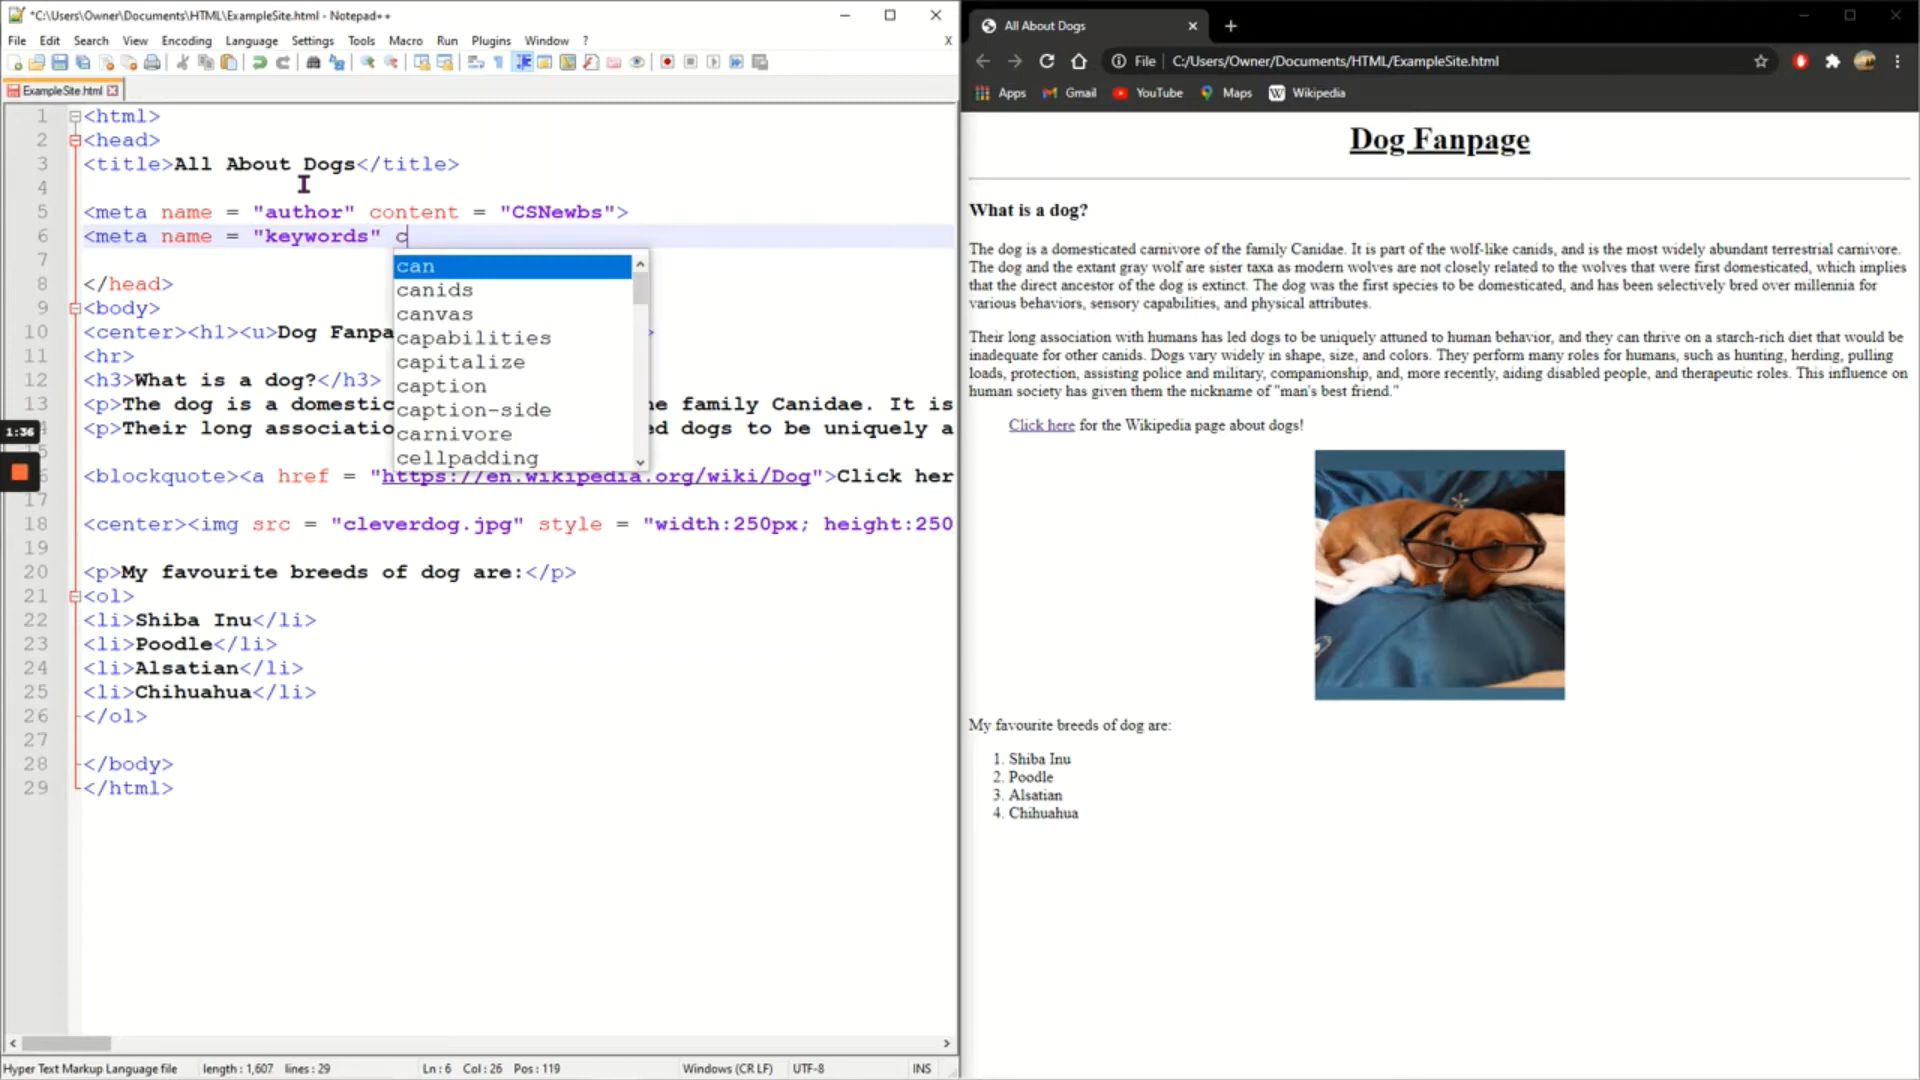 *C:\Users\Owner\Documents\HTML\ExampleSite.html - Notepad++
File Edit Search View Encoding Language Settings Tools Macro Run Plugins Window ? X
ExampleSite.html
1 <html>
2 <head>
3 <title>All About Dogs</title>
4
5 <meta name = "author" content = "CSNewbs">
6 <meta name = "keywords" c
7
8 </head>
9 <body>
10 <center><h1><u>Dog Fanpa
11 <hr>
12 <h3>What is a dog?</h3>
13 <p>The dog is a domestic e family Canidae. It is
<p>Their long associatio d dogs to be uniquely a
<blockquote><a href = "https://en.wikipedia.org/wiki/Dog">Click her
17
18 <center><img src = "cleverdog.jpg" style = "width:250px; height:250
19
20 <p>My favourite breeds of dog are:</p>
21 <ol>
22 <li>Shiba Inu</li>
23 <li>Poodle</li>
24 <li>Alsatian</li>
25 <li>Chihuahua</li>
26 </ol>
27
28 </body>
29 </html>
can
canids
canvas
capabilities
capitalize
caption
caption-side
carnivore
cellpadding
1:36
Hyper Text Markup Language file length : 1,607 lines : 29 Ln : 6 Col : 26 Pos : 119 Windows (CR LF) UTF-8 INS
All About Dogs
File C:/Users/Owner/Documents/HTML/ExampleSite.html
Apps Gmail YouTube Maps W Wikipedia
Dog Fanpage
What is a dog?
The dog is a domesticated carnivore of the family Canidae. It is part of the wolf-like canids, and is the most widely abundant terrestrial carnivore.
The dog and the extant gray wolf are sister taxa as modern wolves are not closely related to the wolves that were first domesticated, which implies
that the direct ancestor of the dog is extinct. The dog was the first species to be domesticated, and has been selectively bred over millennia for
various behaviors, sensory capabilities, and physical attributes.
Their long association with humans has led dogs to be uniquely attuned to human behavior, and they can thrive on a starch-rich diet that would be
inadequate for other canids. Dogs vary widely in shape, size, and colors. They perform many roles for humans, such as hunting, herding, pulling
loads, protection, assisting police and military, companionship, and, more recently, aiding disabled people, and therapeutic roles. This influence on
human society has given them the nickname of "man's best friend."
Click here for the Wikipedia page about dogs!
My favourite breeds of dog are:
1. Shiba Inu
2. Poodle
3. Alsatian
4. Chihuahua